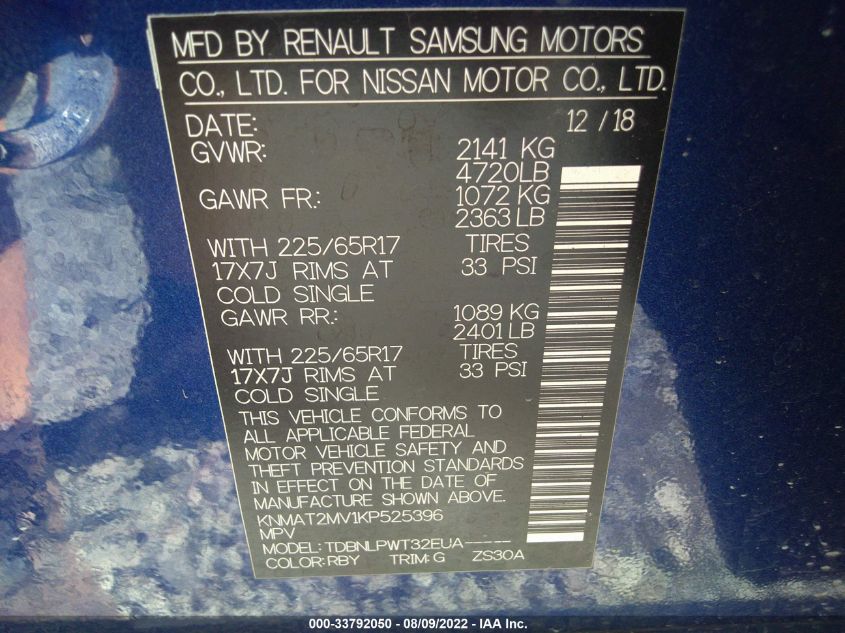 MFD BY RENAULT SAMSUNG MOTORS
CO., LTD. FOR NISSAN MOTOR CO., LTD.
DATE: 12 / 18
GVWR: 2141 KG
4720LB
GAWR FR.: 1072 KG
2363 LB
WITH 225/65R17 TIRES
17X7J RIMS AT 33 PSI
COLD SINGLE
GAWR RR.: 1089 KG
2401 LB
WITH 225/65R17 TIRES
17X7J RIMS AT 33 PSI
COLD SINGLE
THIS VEHICLE CONFORMS TO
ALL APPLICABLE FEDERAL
MOTOR VEHICLE SAFETY AND
THEFT PREVENTION STANDARDS
IN EFFECT ON THE DATE OF
MANUFACTURE SHOWN ABOVE.
KNMAT2MV1KP525396
MPV
MODEL: TDBNLPWT32EUA-----
COLOR: RBY TRIM: G ZS30A
000-33792050 - 08/09/2022 - IAA Inc.